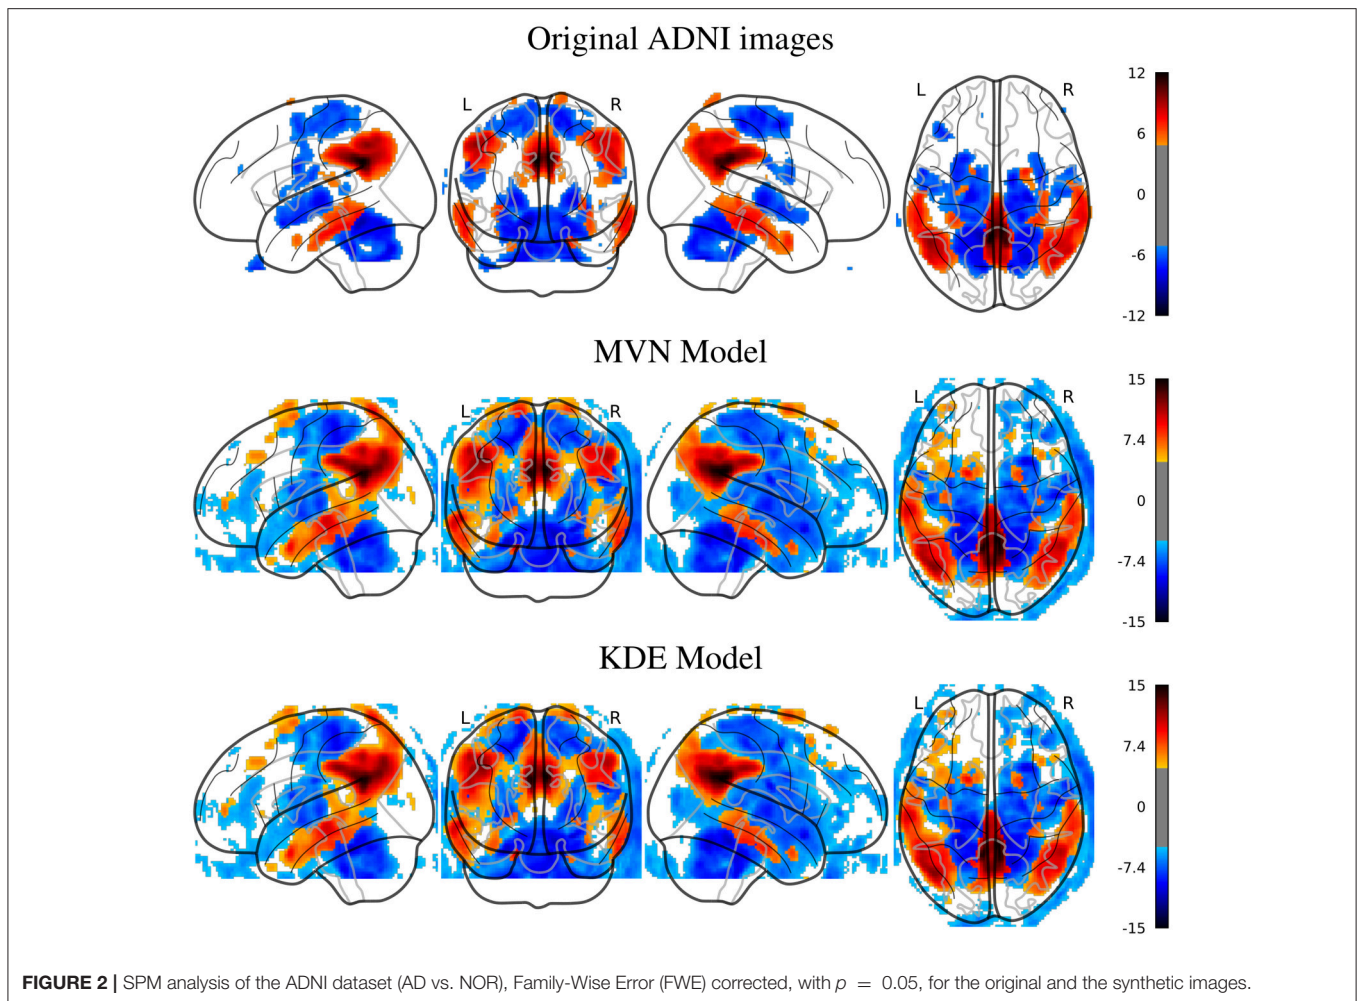 Original ADNI images
L
R
L
R
12
6
0
-6
-12
MVN Model
L
R
L
R
15
7.4
0
-7.4
-15
KDE Model
L
R
L
R
15
7.4
0
-7.4
-15
FIGURE 2 | SPM analysis of the ADNI dataset (AD vs. NOR), Family-Wise Error (FWE) corrected, with p = 0.05, for the original and the synthetic images.